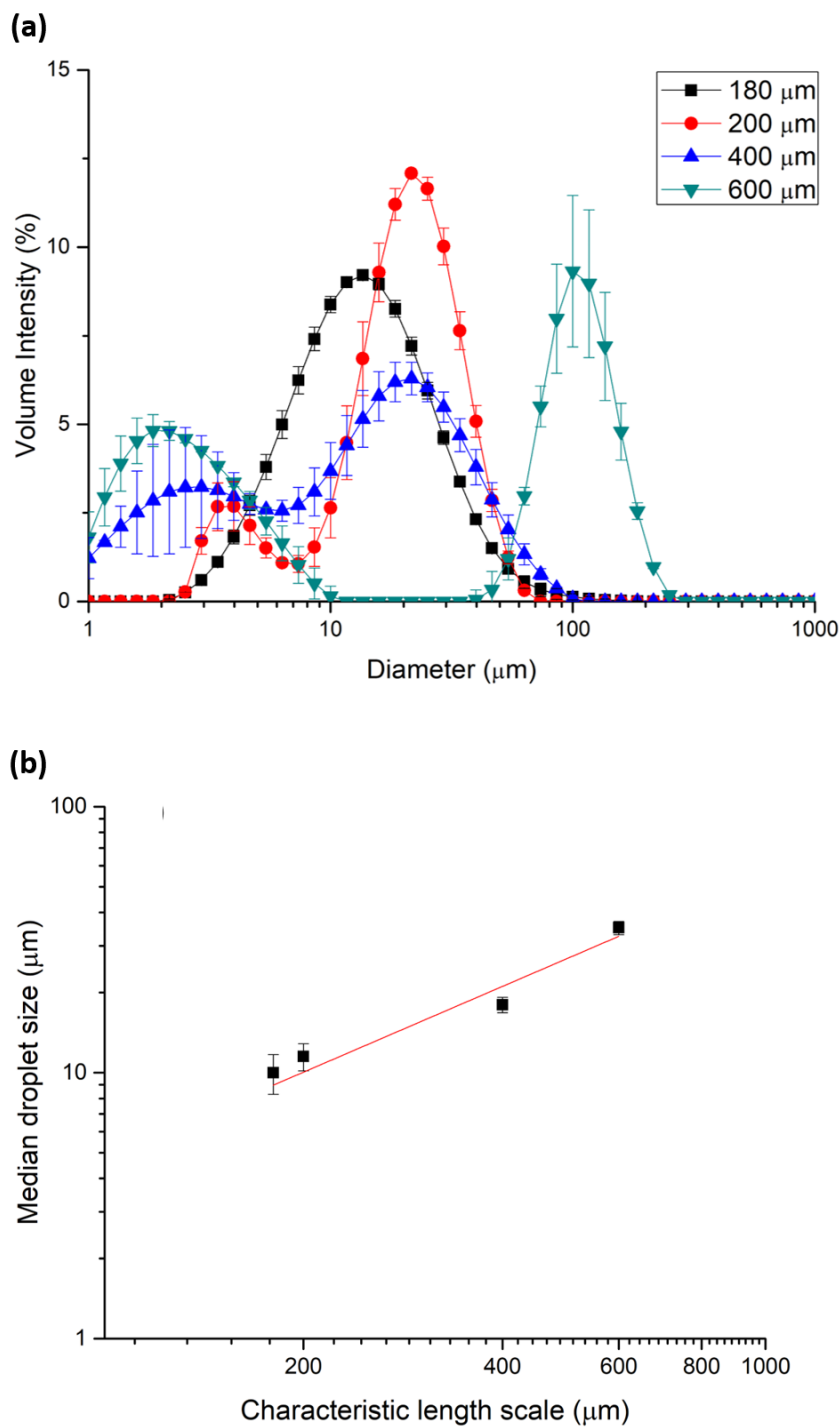 (a)
15
10
5
0
Volume Intensity (%)
180 μm
200 μm
400 μm
600 μm
1 10 100 1000
Diameter (μm)
(b)
100
10
1
Median droplet size (μm)
)
200 400 600 800 1000
Characteristic length scale (μm)